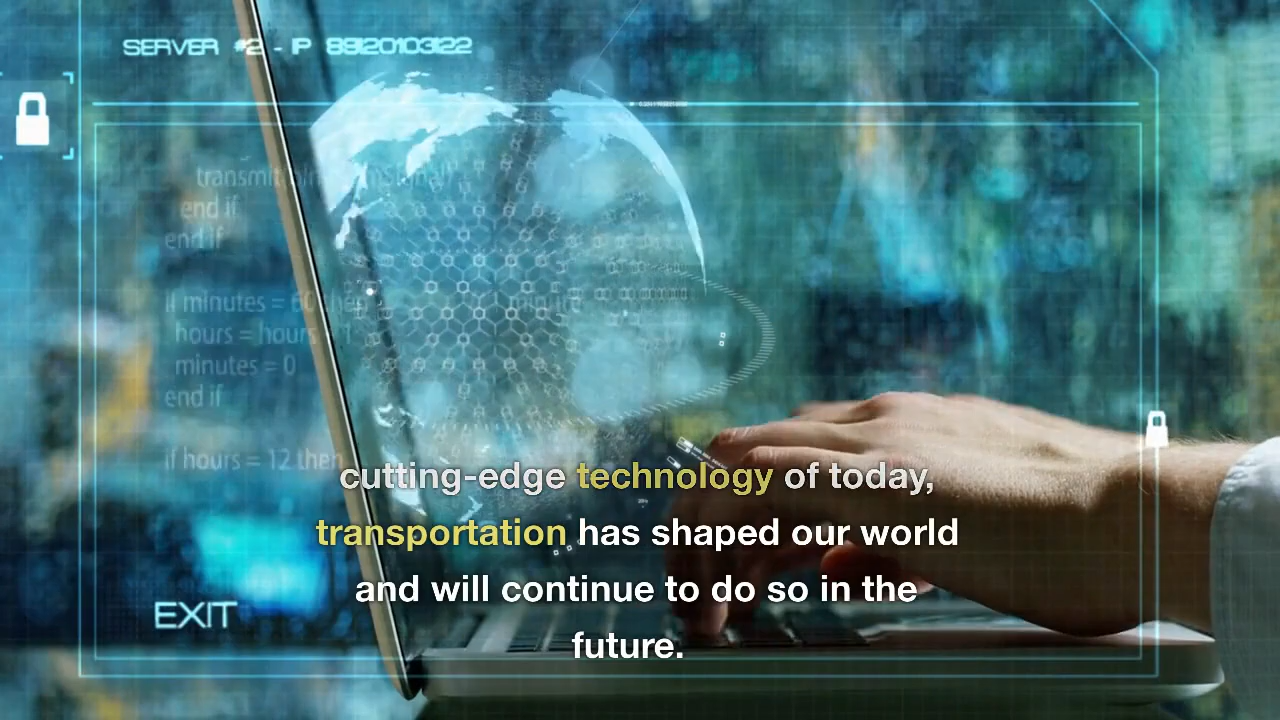 SERVER #2 - IP 88120103122
end if
end if
if minutes = 60 then
hours = hours
minutes = 0
end if
if hours = 12 then
cutting-edge technology of today,
transportation has shaped our world
and will continue to do so in the
future.
EXIT